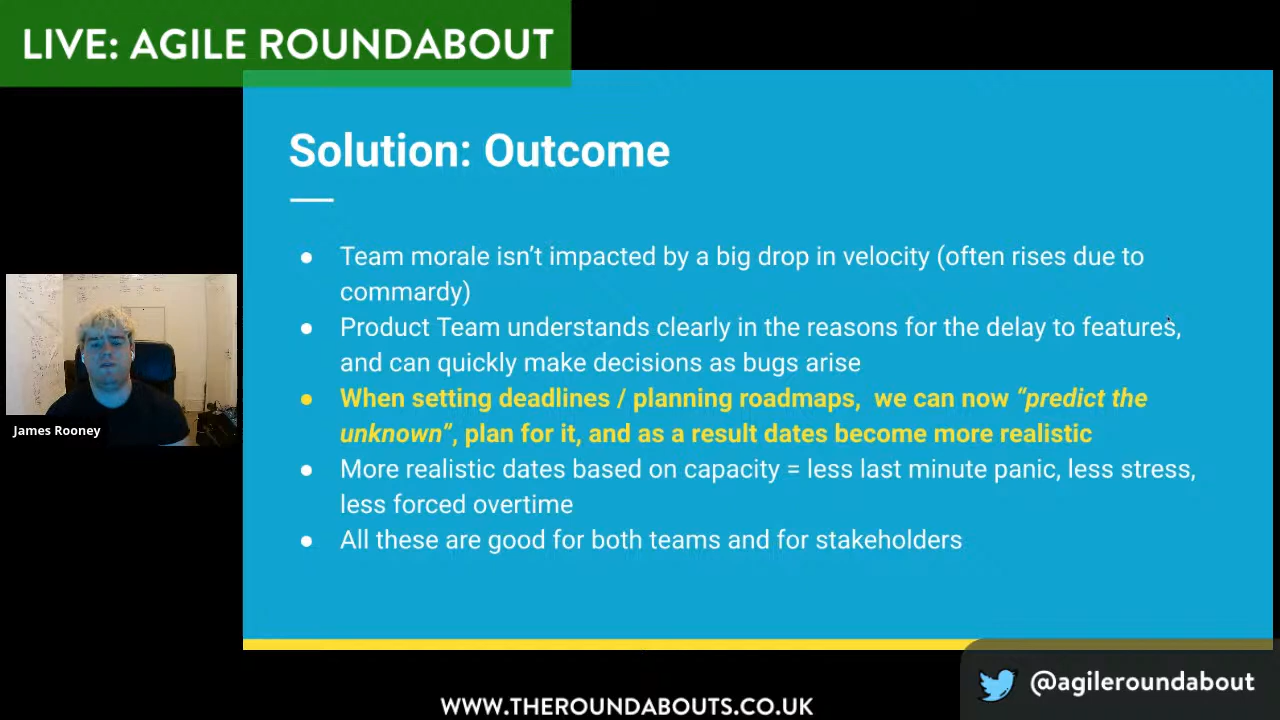 LIVE: AGILE ROUNDABOUT
Solution: Outcome
● Team morale isn't impacted by a big drop in velocity (often rises due to
commardy)
● Product Team understands clearly in the reasons for the delay to features,
and can quickly make decisions as bugs arise
● When setting deadlines / planning roadmaps,  we can now “predict the
unknown”, plan for it, and as a result dates become more realistic
● More realistic dates based on capacity = less last minute panic, less stress,
less forced overtime
● All these are good for both teams and for stakeholders
James Rooney
@agileroundabout
WWW.THEROUNDABOUTS.CO.UK